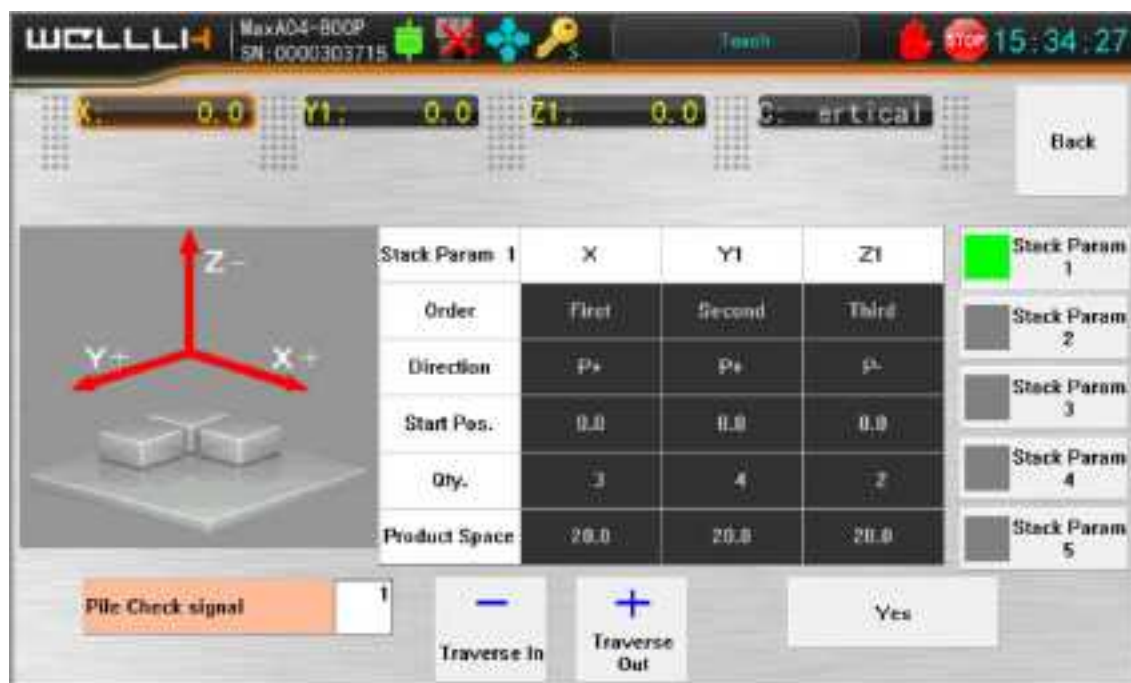 WELLLIH
MaxA04-B00P
SN:0000303715
S
Teach
STOP
15:34:27
X: 0.0
Y1: 0.0
Z1: 0.0
C: ertical
Back
Z-
Y+
X+
Stack Param 1 X Y1 Z1
Order First Second Third
Direction P+ P+ P-
Start Pos. 0.0 0.0 0.0
Qty. 3 4 2
Product Space 20.0 20.0 20.0
Stack Param
1
Stack Param
2
Stack Param
3
Stack Param
4
Stack Param
5
Pile Check signal 1
Traverse In
Traverse
Out
Yes